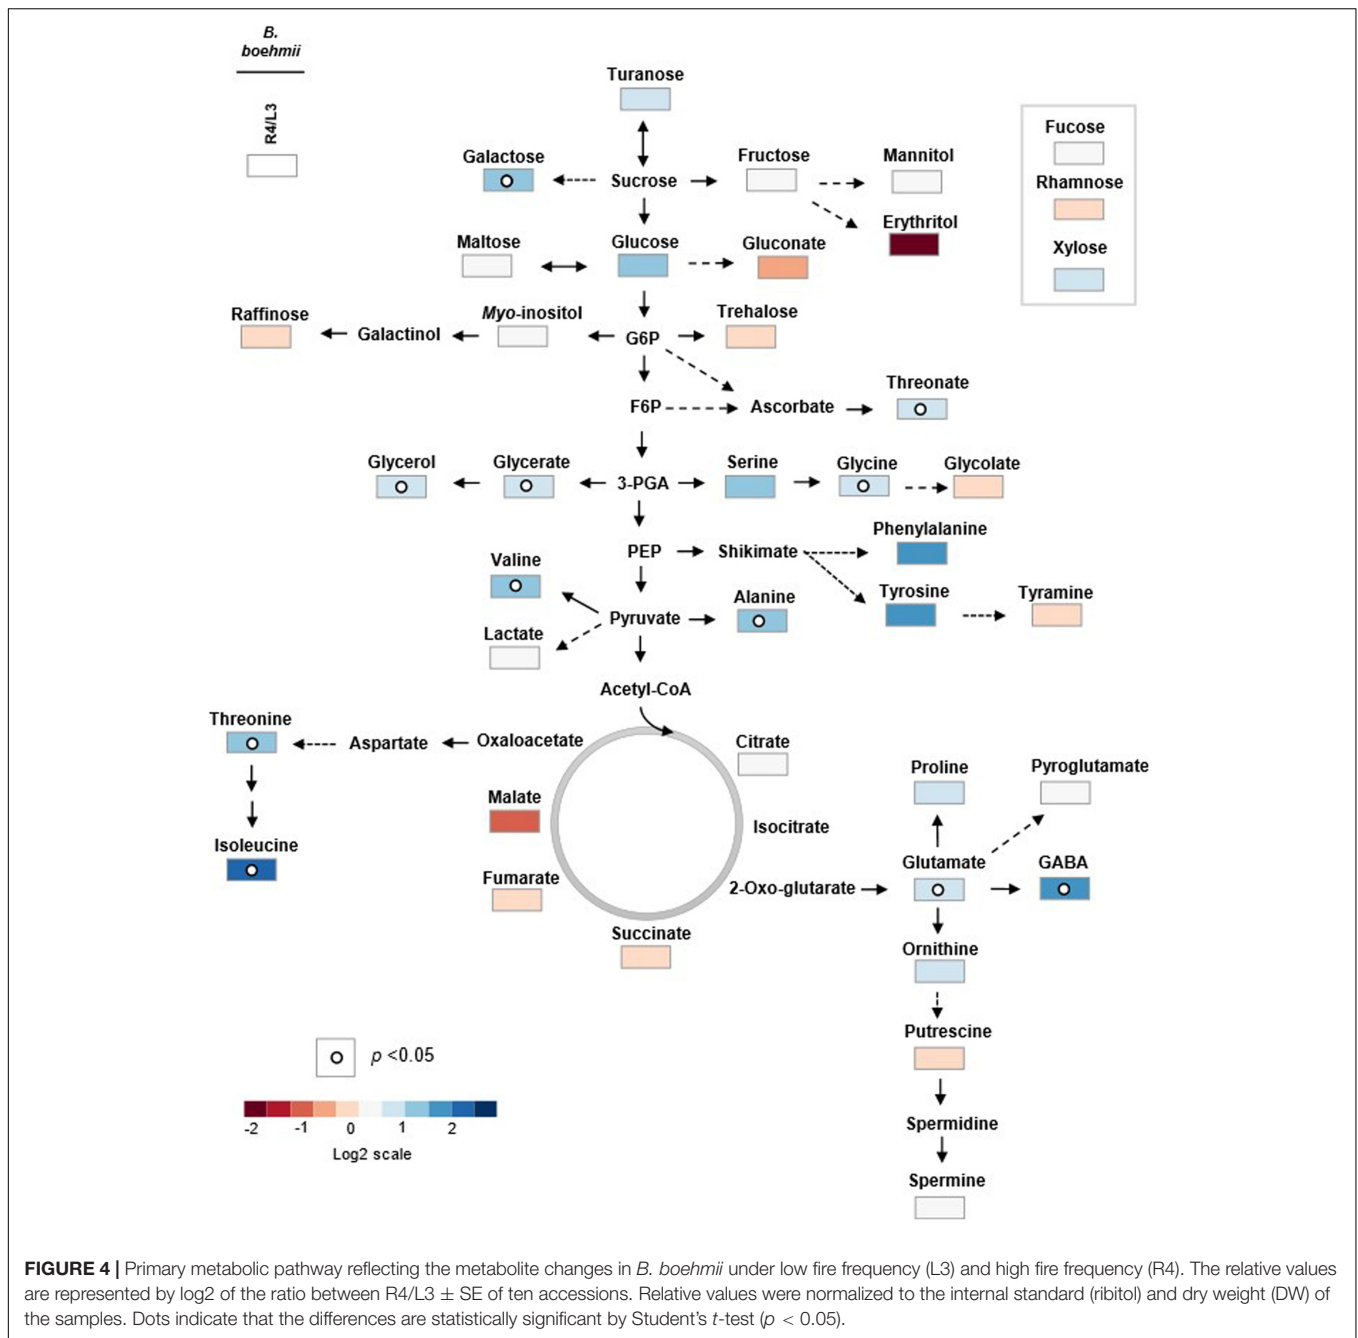 B.
boehmii
R4/L3
Turanose
Fucose
Galactose
Fructose
Mannitol
Sucrose
Rhamnose
Erythritol
Maltose
Glucose
Gluconate
Xylose
Raffinose
Galactinol
Myo-inositol
G6P
Trehalose
Threonate
F6P
Ascorbate
Glycerol
Glycerate
3-PGA
Serine
Glycine
Glycolate
Phenylalanine
PEP
Shikimate
Valine
Tyrosine
Tyramine
Alanine
Pyruvate
Lactate
Acetyl-CoA
Threonine
Aspartate
Oxaloacetate
Citrate
Proline
Pyroglutamate
Malate
Isocitrate
Isoleucine
Glutamate
GABA
Fumarate
2-Oxo-glutarate
Succinate
Ornithine
Putrescine
p <0.05
-2 -1 0 1 2
Log2 scale
Spermidine
Spermine
FIGURE 4 | Primary metabolic pathway reflecting the metabolite changes in B. boehmii under low fire frequency (L3) and high fire frequency (R4). The relative values
are represented by log2 of the ratio between R4/L3 ± SE of ten accessions. Relative values were normalized to the internal standard (ribitol) and dry weight (DW) of
the samples. Dots indicate that the differences are statistically significant by Student's t-test (p < 0.05).